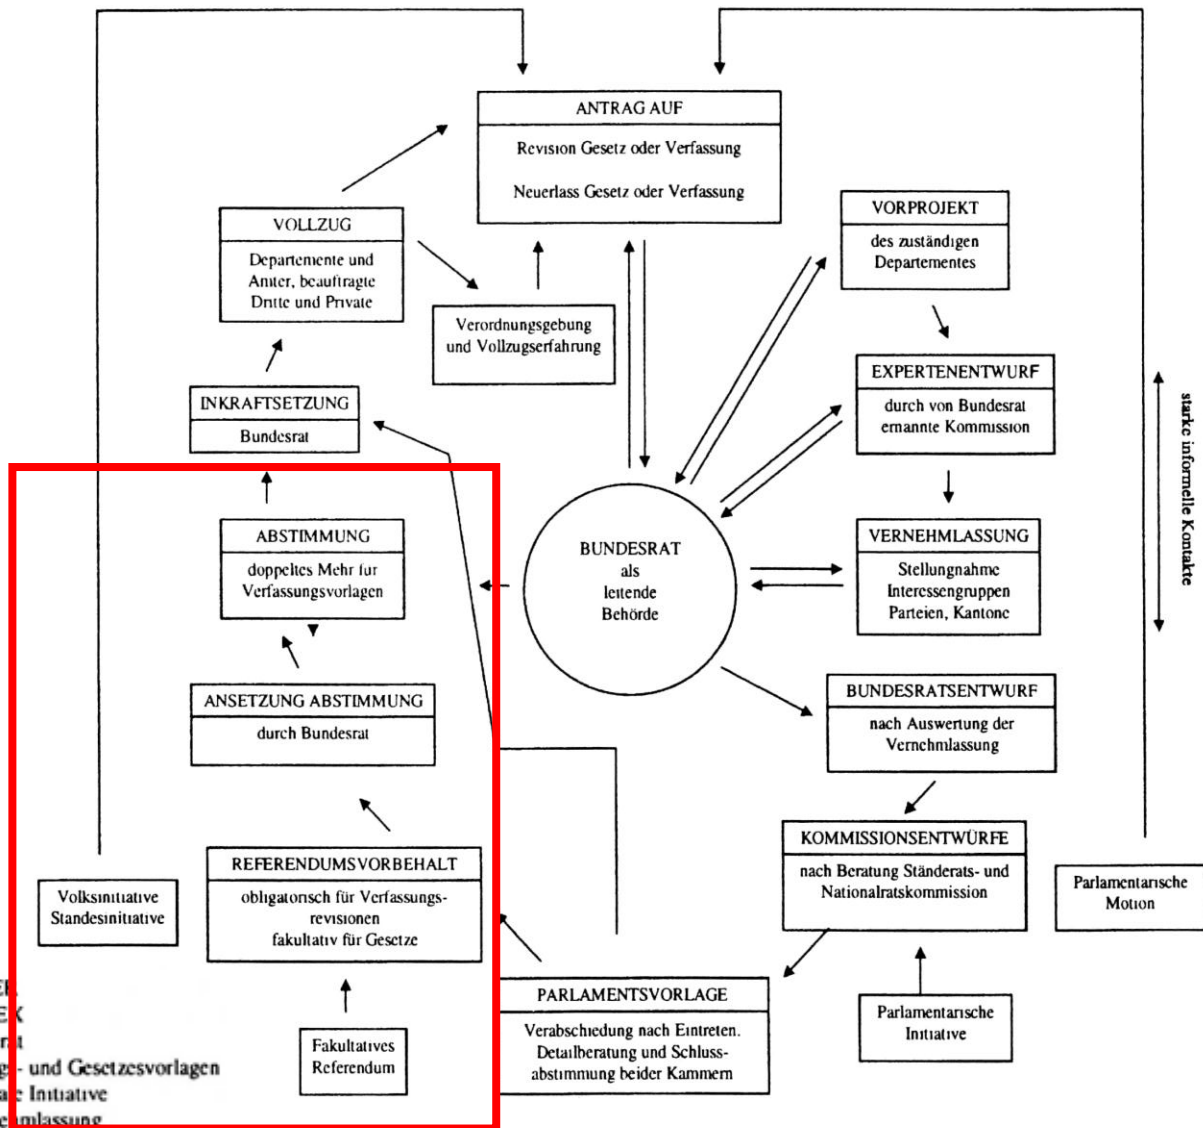 ANTRAG AUF
Revision Gesetz oder Verfassung
Neuerlass Gesetz oder Verfassung
VOLLZUG
Departemente und
Ämter, beauftragte
Dritte und Private
Verordnungsgebung
und Vollzugserfahrung
VORPROJEKT
des zuständigen
Departementes
INKRAFTSETZUNG
Bundesrat
EXPERTENENTWURF
durch von Bundesrat
ernannte Kommission
starke informelle Kontakte
ABSTIMMUNG
doppeltes Mehr für
Verfassungsvorlagen
BUNDESRAT
als
leitende
Behörde
VERNEHMLASSUNG
Stellungnahme
Interessengruppen
Parteien, Kantone
ANSETZUNG ABSTIMMUNG
durch Bundesrat
BUNDESRATSENTWURF
nach Auswertung der
Vernehmlassung
REFERENDUMSVORBEHALT
obligatorisch für Verfassungs-
revisionen
fakultativ für Gesetze
KOMMISSIONSENTWÜRFE
nach Beratung Ständerats- und
Nationalratskommission
Volksinitiative
Standesinitiative
Parlamentarische
Motion
Fakultatives
Referendum
PARLAMENTSVORLAGE
Verabschiedung nach Eintreten.
Detailberatung und Schluss-
abstimmung beider Kammern
Parlamentarische
Initiative
- und Gesetzesvorlagen
Initiative